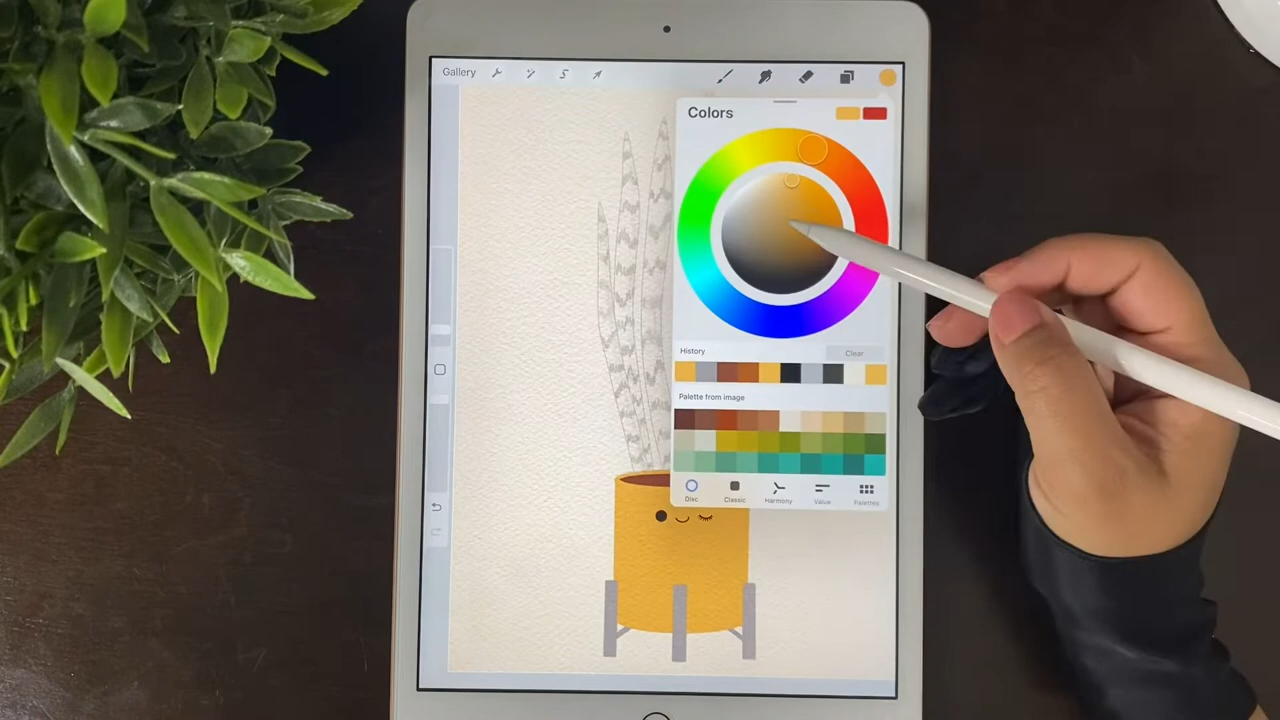 Gallery
Colors
History
Clear
Palette from image
Disc
Classic
Harmony
Value
Palettes